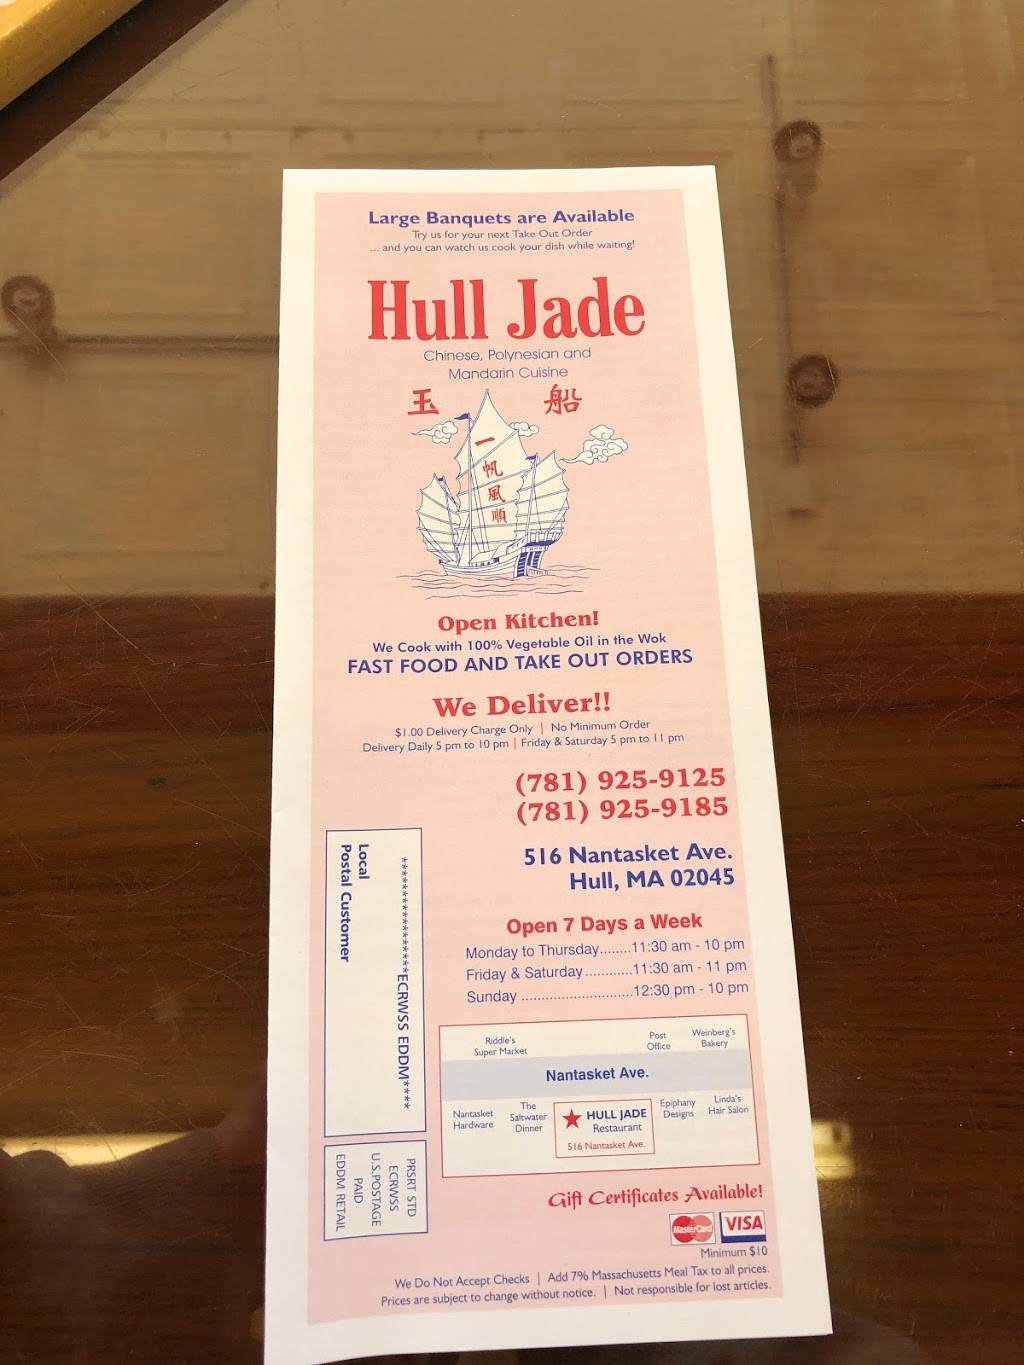 Large Banquets are Available
Try us for your next Take Out Order
... and you can watch us cook your dish while waiting!
Hull Jade
Chinese, Polynesian and
Mandarin Cuisine
玉 船
一
帆
風
順
Open Kitchen!
We Cook with 100% Vegetable Oil in the Wok
FAST FOOD AND TAKE OUT ORDERS
We Deliver!!
$1.00 Delivery Charge Only | No Minimum Order
Delivery Daily 5 pm to 10 pm | Friday & Saturday 5 pm to 11 pm
(781) 925-9125
(781) 925-9185
516 Nantasket Ave.
Hull, MA 02045
Open 7 Days a Week
Monday to Thursday........11:30 am - 10 pm
Friday & Saturday............11:30 am - 11 pm
Sunday ............................12:30 pm - 10 pm
******************ECRWSS EDDM****
Local
Postal Customer
PRSRT STD
ECRWSS
U.S.POSTAGE
PAID
EDDM RETAIL
Riddle's
Super Market
Post
Office
Weinberg's
Bakery
Nantasket Ave.
Nantasket
Hardware
The
Saltwater
Dinner
HULL JADE
Restaurant
516 Nantasket Ave.
Epiphany
Designs
Linda's
Hair Salon
Gift Certificates Available!
MasterCard VISA
Minimum $10
We Do Not Accept Checks | Add 7% Massachusetts Meal Tax to all prices.
Prices are subject to change without notice. | Not responsible for lost articles.